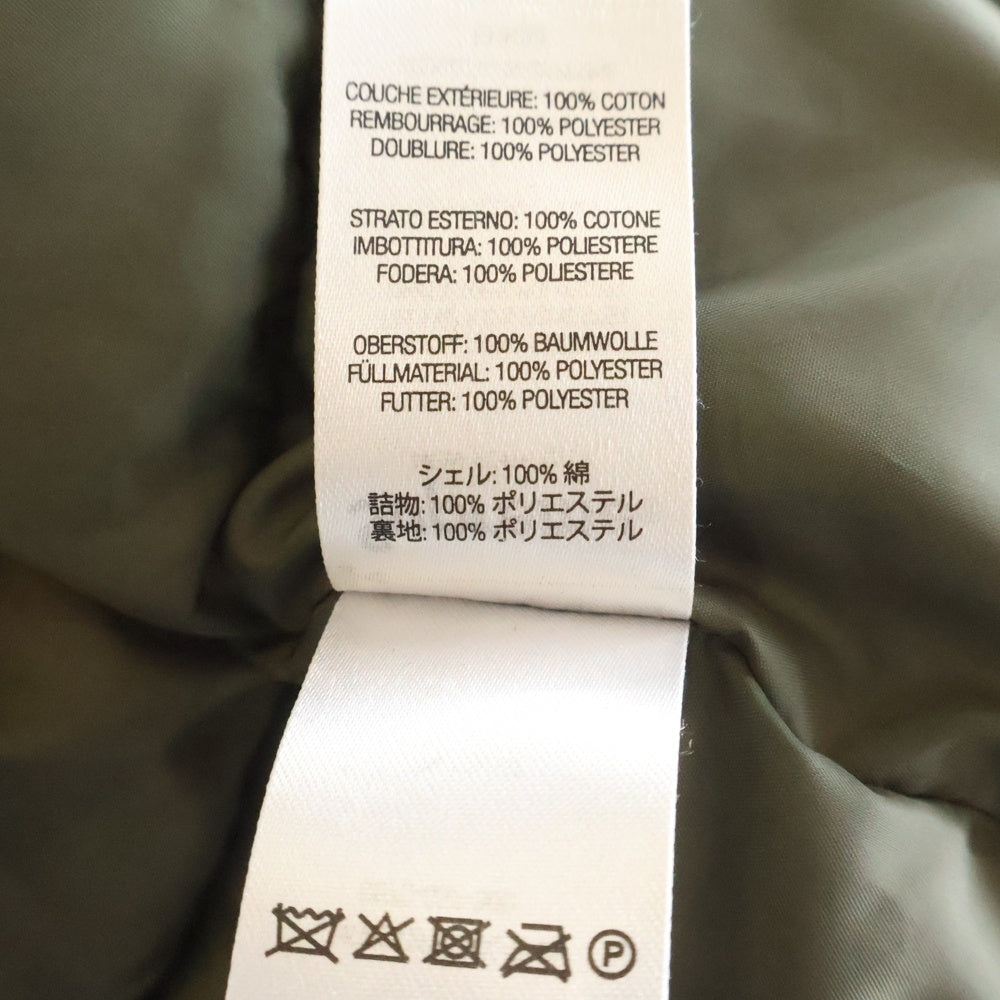 COUCHE EXTÉRIEURE: 100% COTON
REMBOURRAGE: 100% POLYESTER
DOUBLURE: 100% POLYESTER
STRATO ESTERNO: 100% COTONE
IMBOTTITURA: 100% POLIESTERE
FODERA: 100% POLIESTERE
OBERSTOFF: 100% BAUMWOLLE
FÜLLMATERIAL: 100% POLYESTER
FUTTER: 100% POLYESTER
シェル: 100% 綿
詰物: 100% ポリエステル
裏地: 100% ポリエステル
P